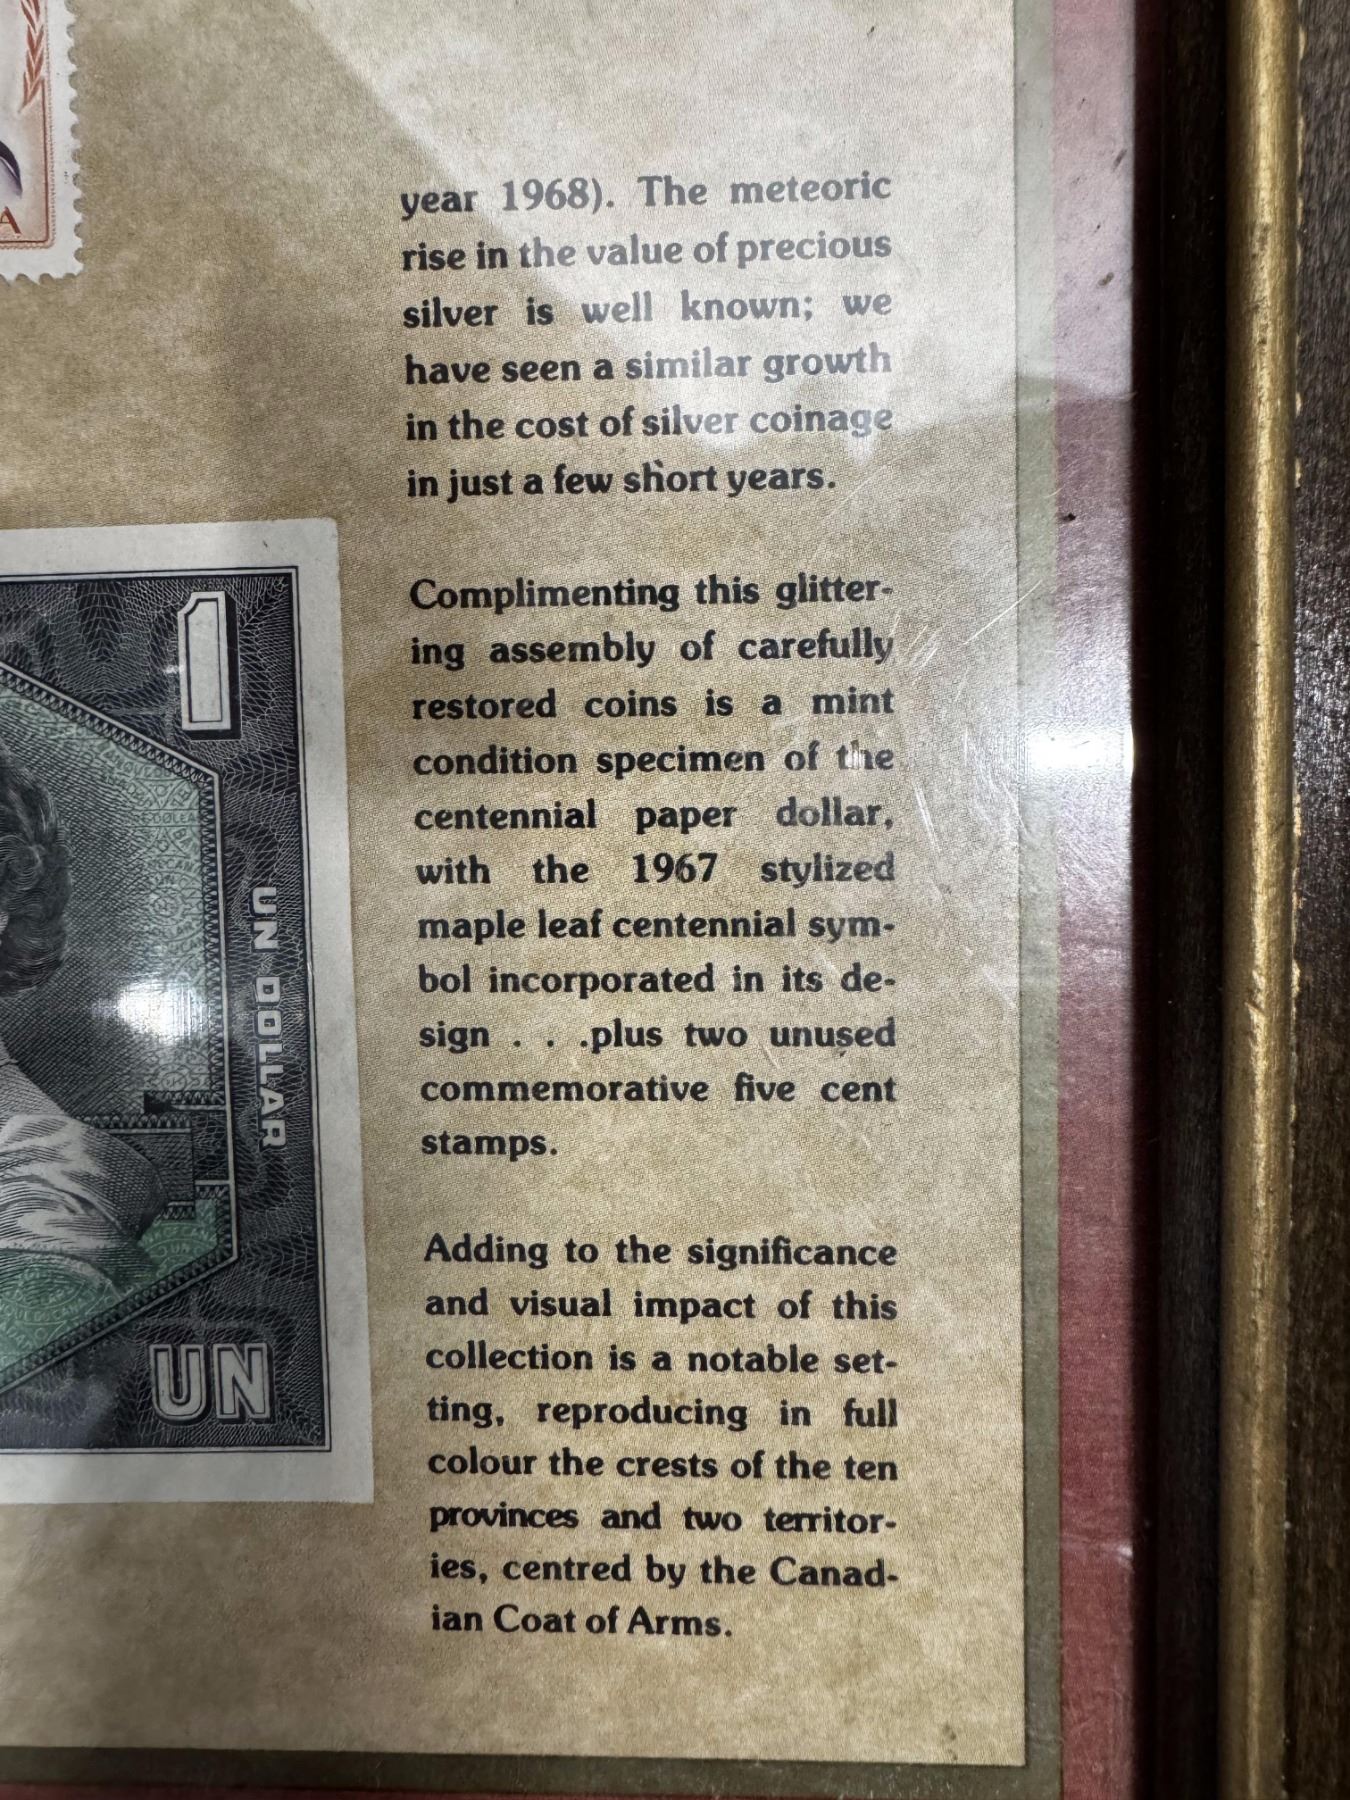 A
year 1968). The meteoric
rise in the value of precious
silver is well known; we
have seen a similar growth
in the cost of silver coinage
in just a few short years.
Complimenting this glitter-
ing assembly of carefully
restored coins is a mint
condition specimen of the
centennial paper dollar,
with the 1967 stylized
maple leaf centennial sym-
bol incorporated in its de-
sign . . .plus two unused
commemorative five cent
stamps.
Adding to the significance
and visual impact of this
collection is a notable set-
ting, reproducing in full
colour the crests of the ten
provinces and two territor-
ies, centred by the Canad-
ian Coat of Arms.
1
UN DOLLAR
UN